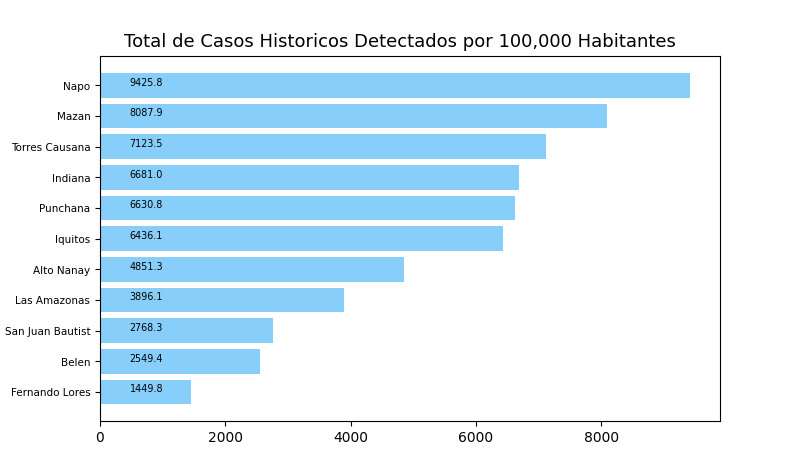 Total de Casos Historicos Detectados por 100,000 Habitantes
Napo 9425.8
Mazan 8087.9
Torres Causana 7123.5
Indiana 6681.0
Punchana 6630.8
Iquitos 6436.1
Alto Nanay 4851.3
Las Amazonas 3896.1
San Juan Bautist 2768.3
Belen 2549.4
Fernando Lores 1449.8
0 2000 4000 6000 8000